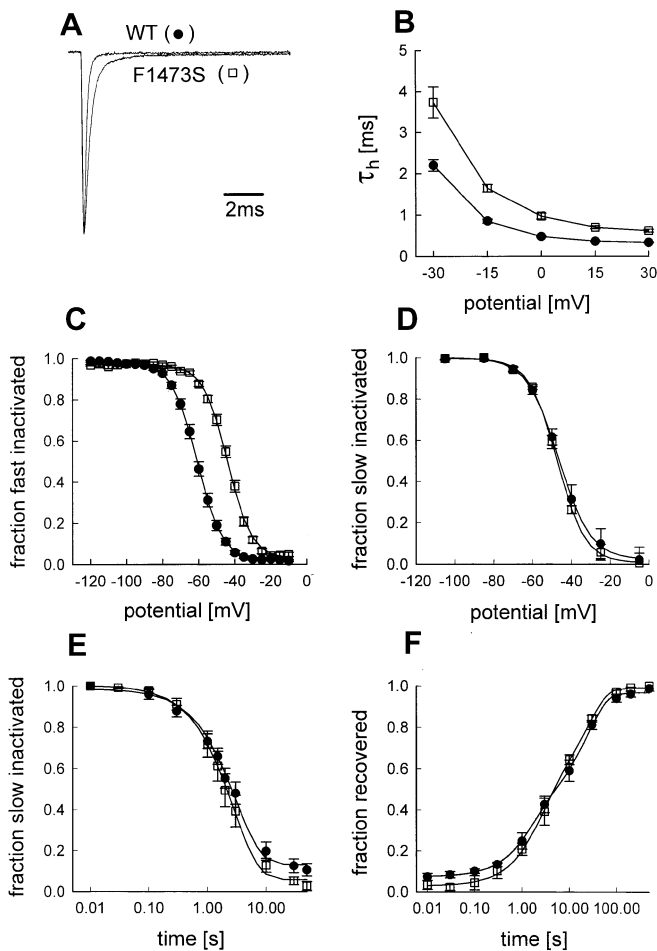 A
WT (●)
F1473S (□)
2ms
B
τh [ms]
5
4
3
2
1
0
-30 -15 0 15 30
potential [mV]
C
fraction fast inactivated
1.0
0.8
0.6
0.4
0.2
0.0
-120 -100 -80 -60 -40 -20 0
potential [mV]
D
fraction slow inactivated
1.0
0.8
0.6
0.4
0.2
0.0
-120 -100 -80 -60 -40 -20 0
potential [mV]
E
fraction slow inactivated
1.0
0.8
0.6
0.4
0.2
0.0
0.01 0.10 1.00 10.00
time [s]
F
fraction recovered
1.0
0.8
0.6
0.4
0.2
0.0
0.01 0.10 1.00 10.00 100.00
time [s]